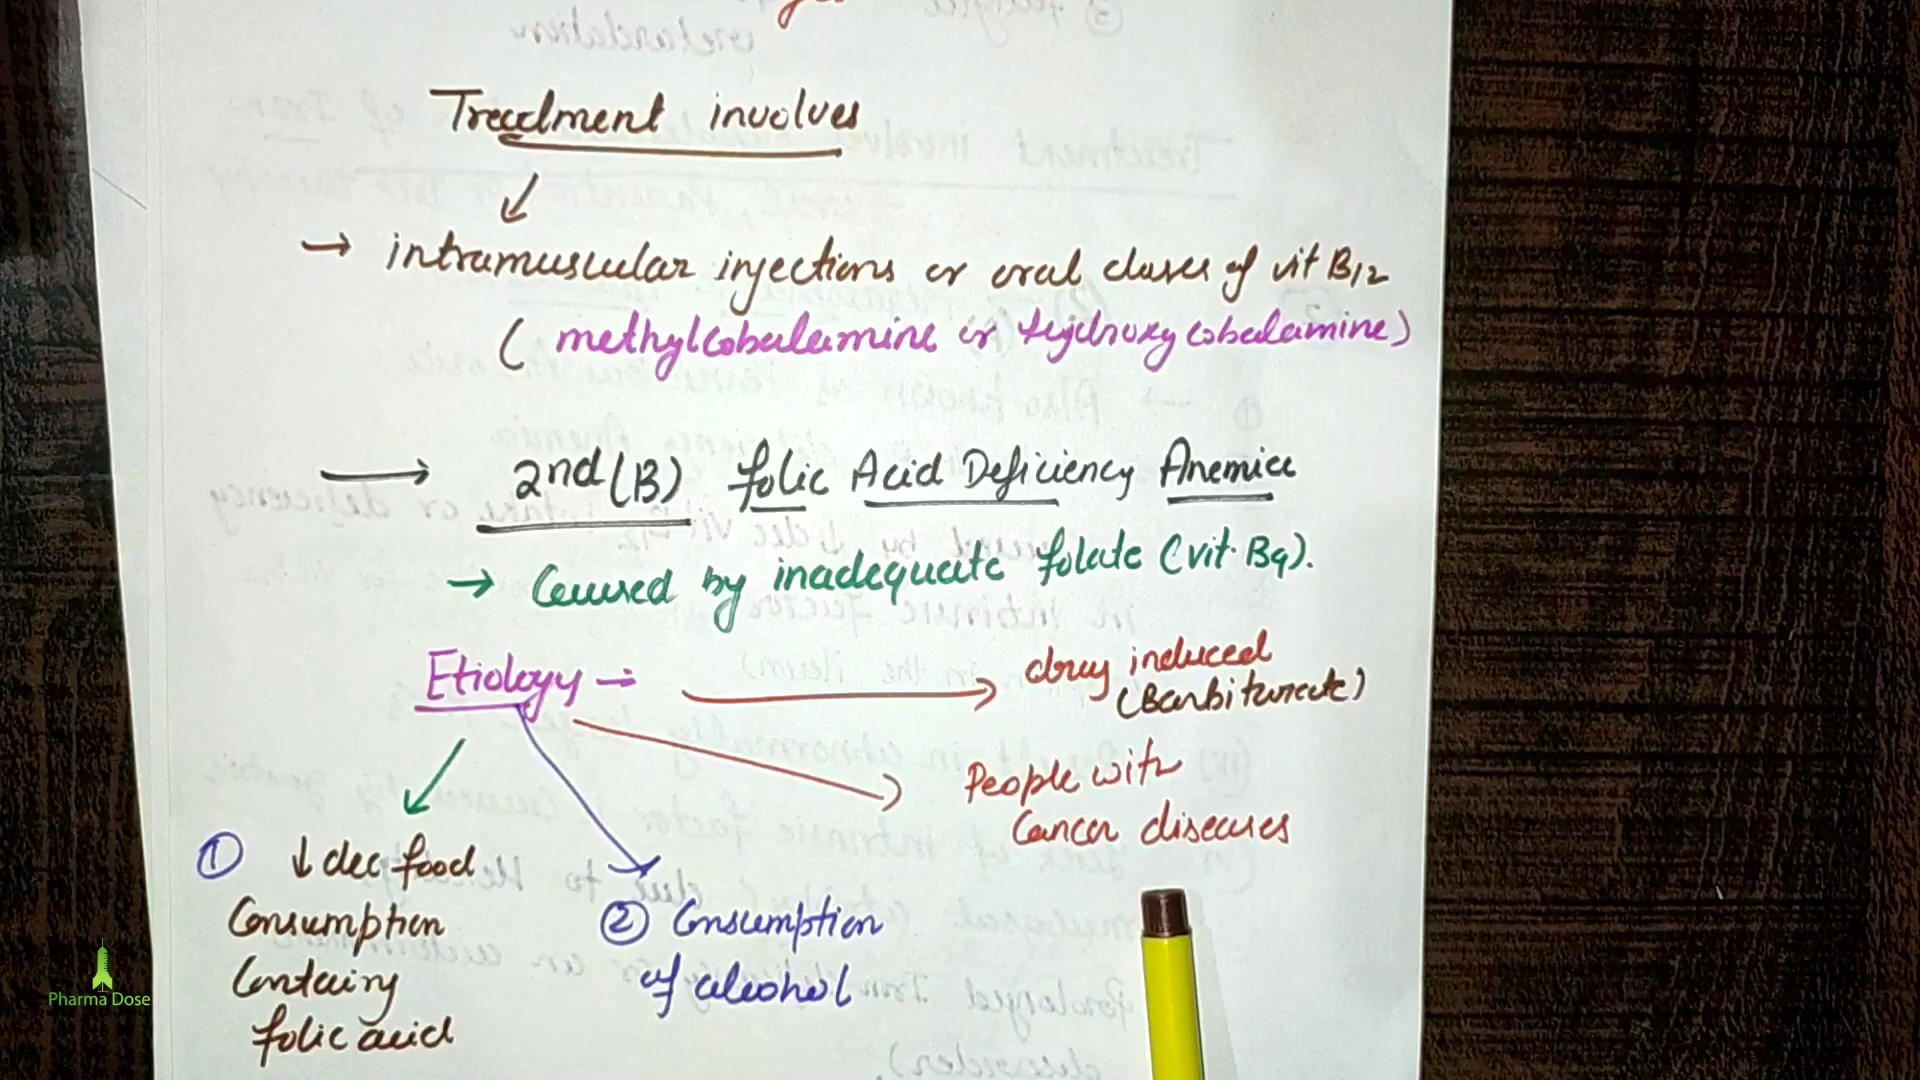 Treatment involves
→ intramuscular injections or oral doses of vit B12
( methylcobalamine or Hydroxy cobalamine)
→ 2nd (B) folic Acid Deficiency Anemia
→ Caused by inadequate folate (vit. B9).
Etiology →
drug induced
(Barbiturate)
People with
Cancer diseases
① ↓ dec food
Consumption
Containg
folic acid
② Consumption
of alcohol
Pharma Dose